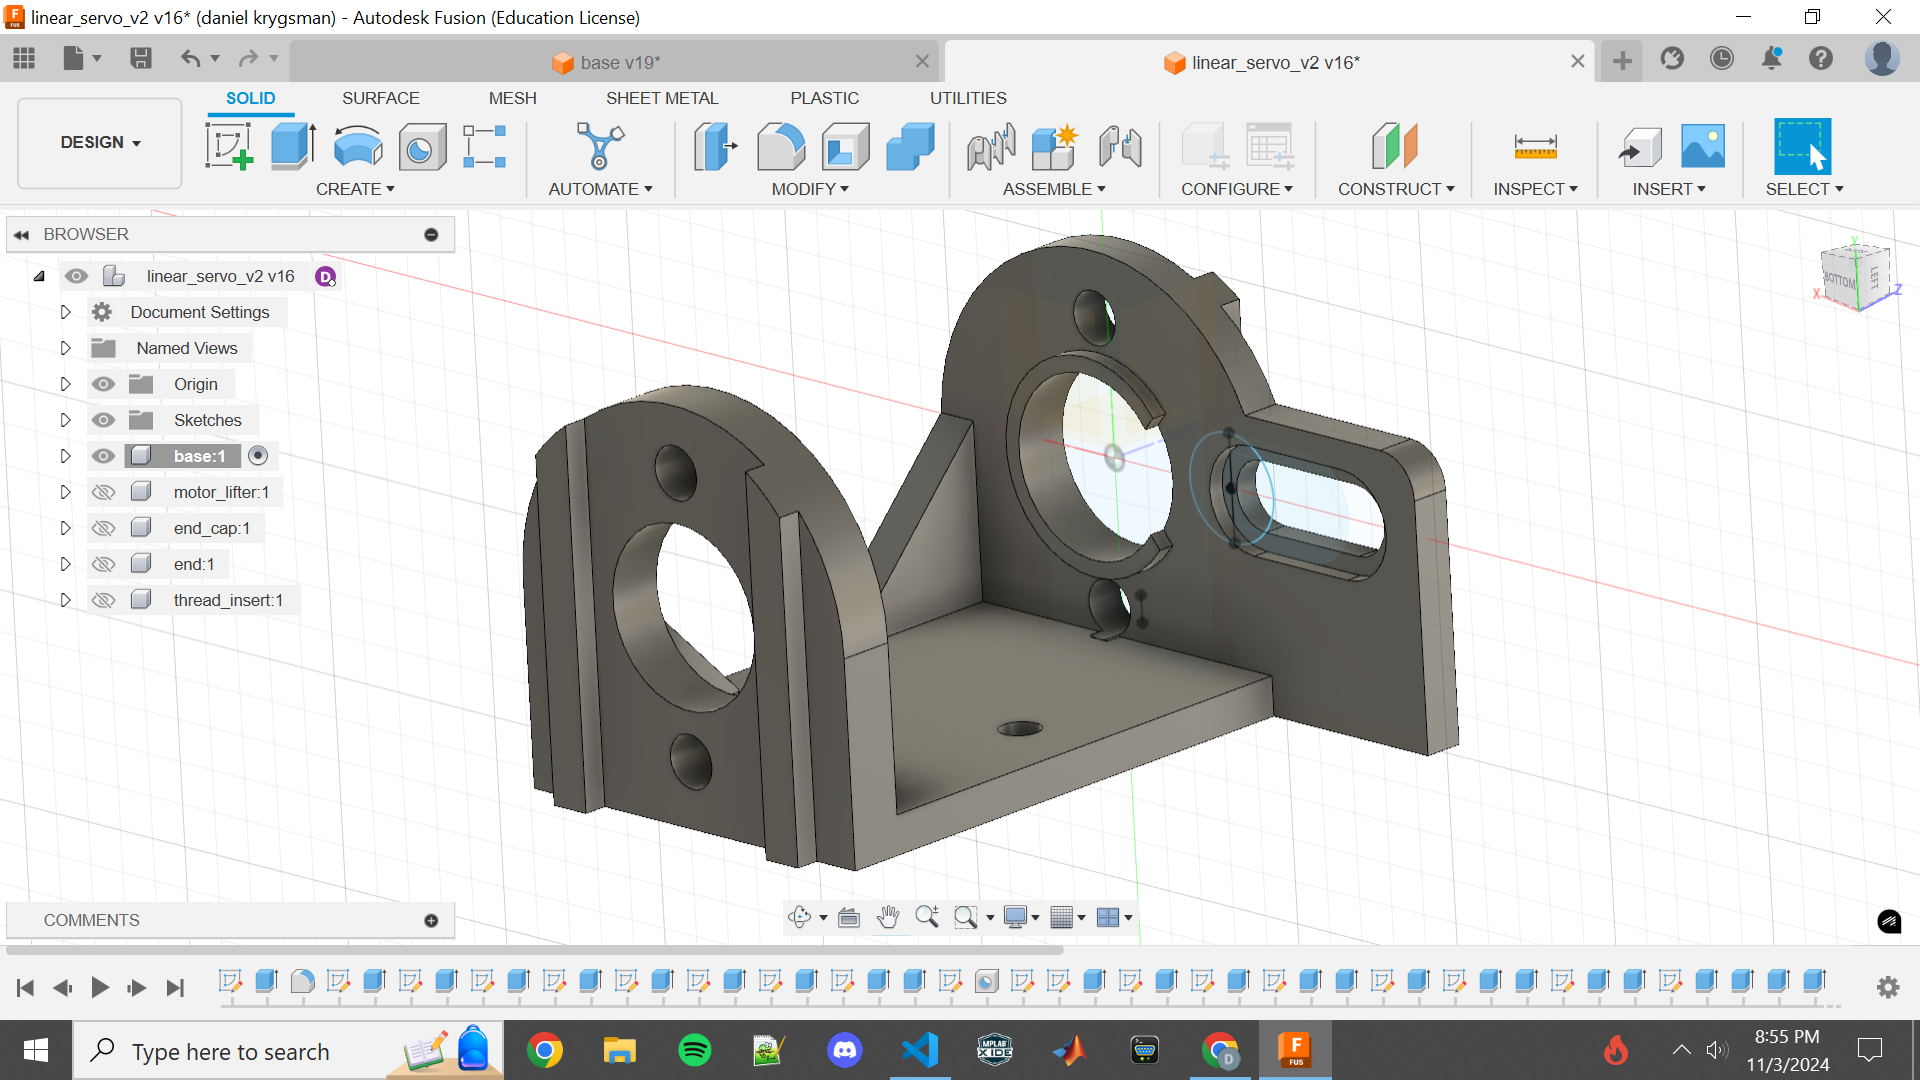 linear_servo_v2 v16* (daniel krygsman) - Autodesk Fusion (Education License)
base v19*
linear_servo_v2 v16*
DESIGN
SOLID
SURFACE
MESH
SHEET METAL
PLASTIC
UTILITIES
CREATE
AUTOMATE
MODIFY
ASSEMBLE
CONFIGURE
CONSTRUCT
INSPECT
INSERT
SELECT
BROWSER
linear_servo_v2 v16
D
Document Settings
Named Views
Origin
Sketches
base:1
motor_lifter:1
end_cap:1
end:1
thread_insert:1
Y
BOTTOM
LEFT
X
Z
COMMENTS
Type here to search
MPLAB
X IDE
D
F
FUS
8:55 PM
11/3/2024